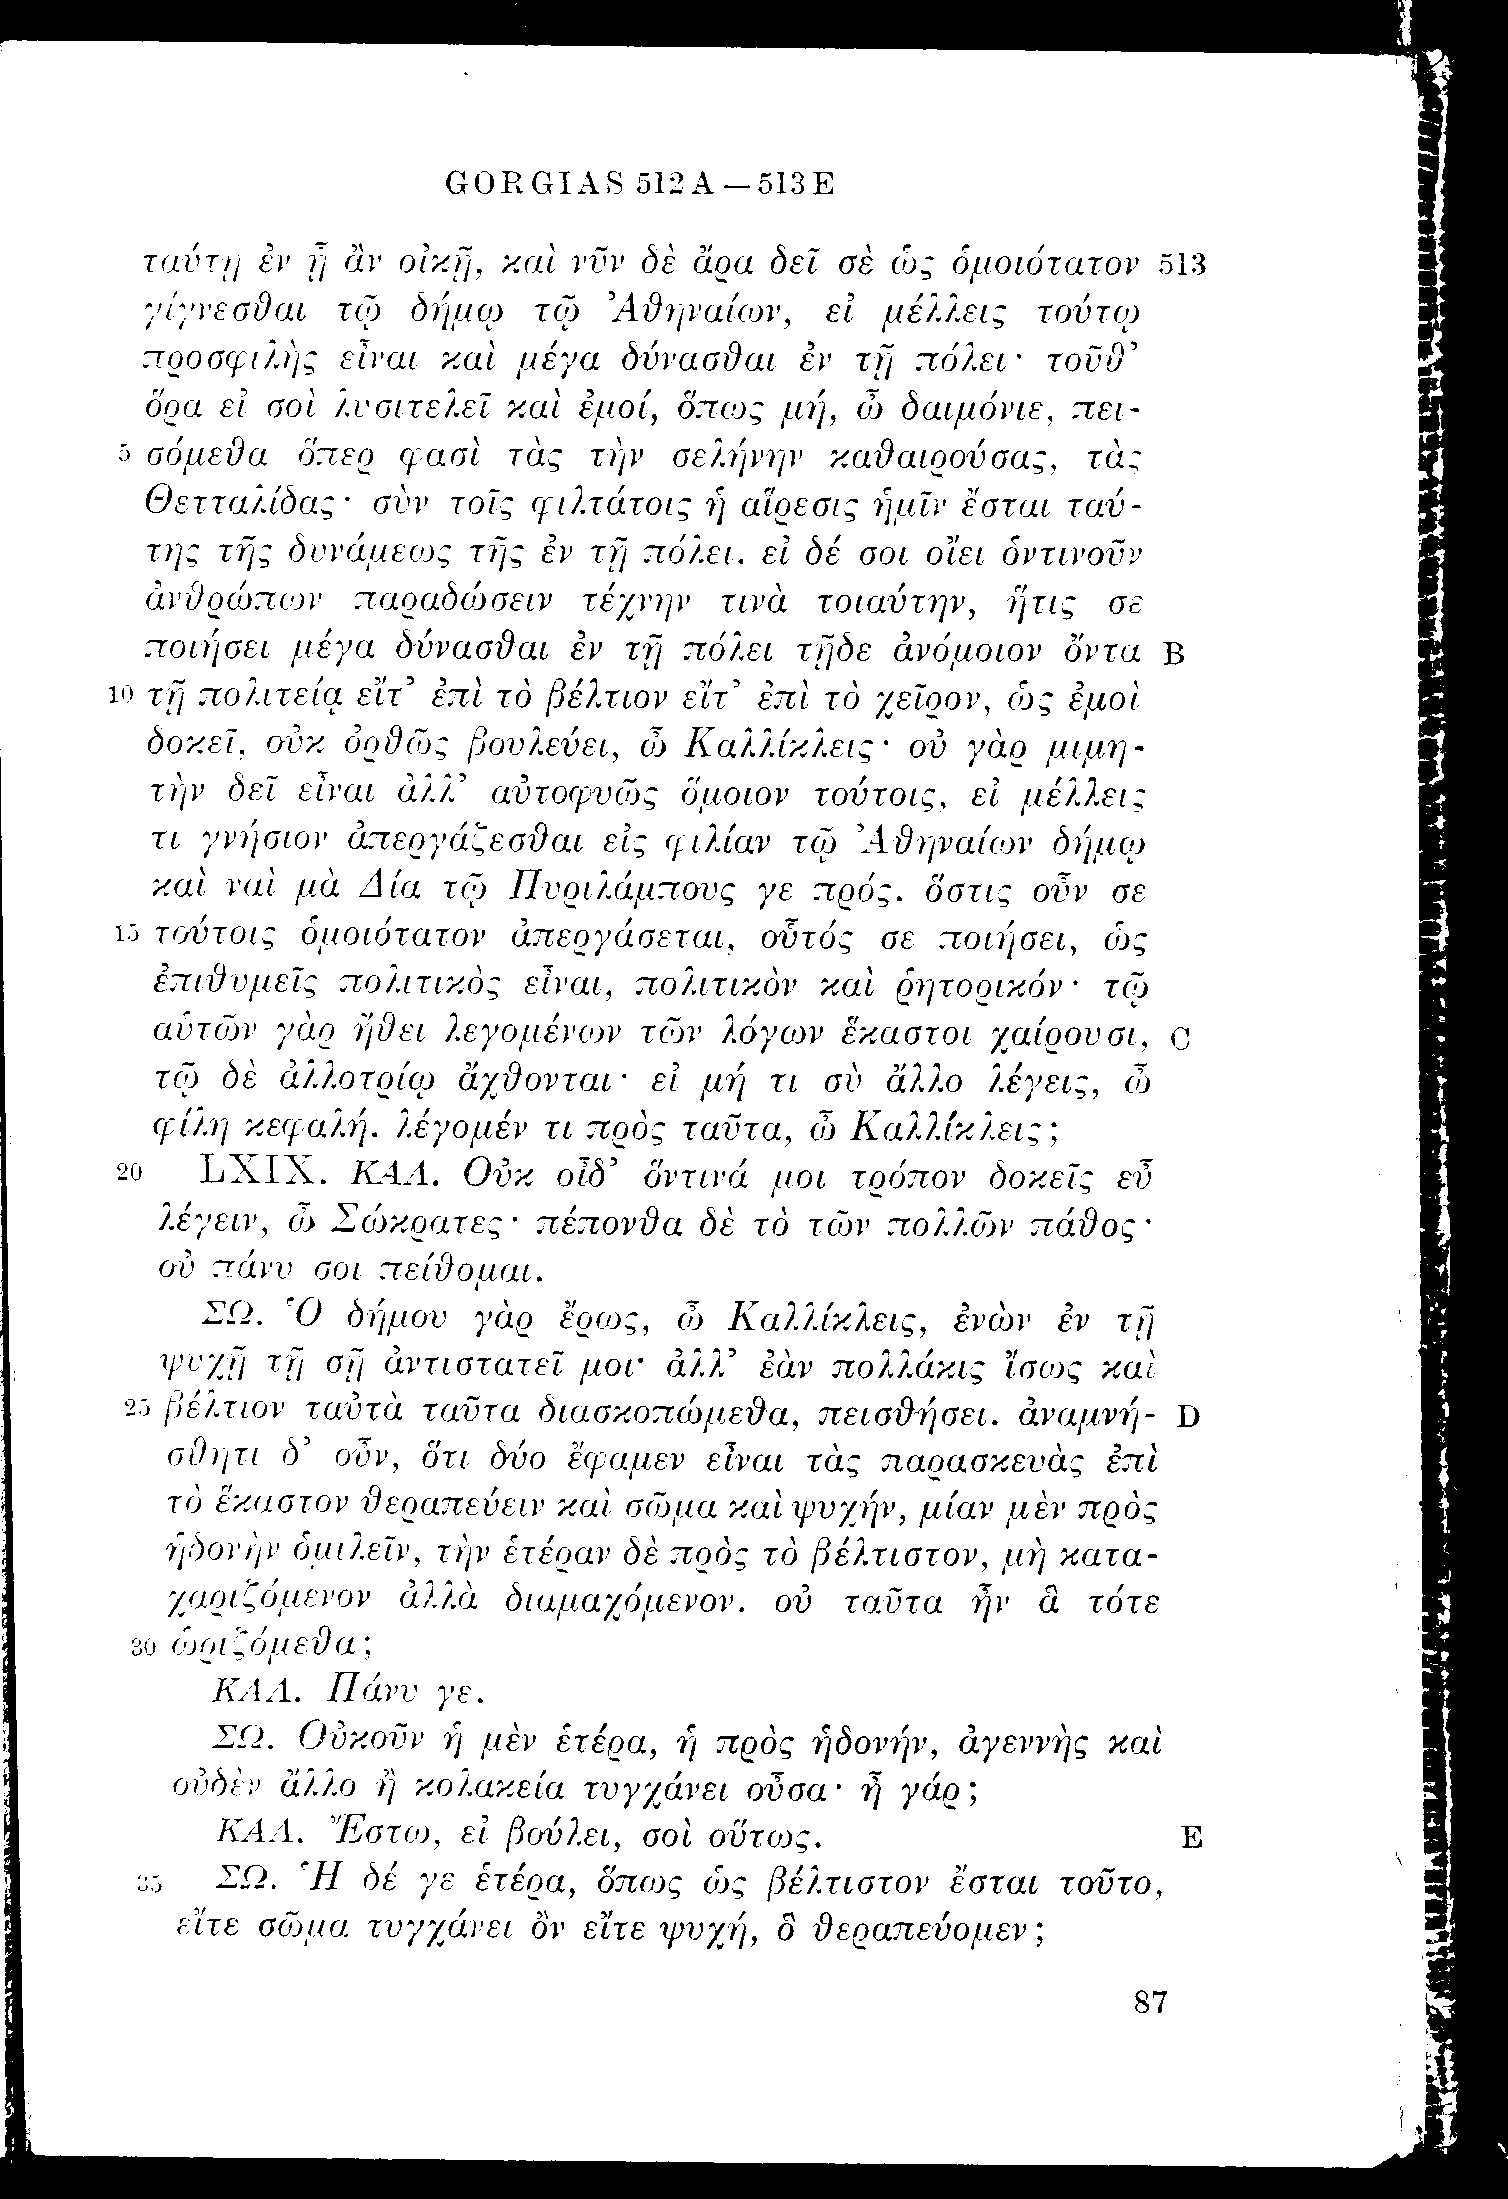 GORGIAS 512 A — 513 E
ταύτῃ ἐν ᾗ ἂν οἰκῇ, καὶ νῦν δὲ ἄρα δεῖ σὲ ὡς ὁμοιότατον 513
γίγνεσθαι τῷ δήμῳ τῷ Ἀθηναίων, εἰ μέλλεις τούτῳ
προσφιλὴς εἶναι καὶ μέγα δύνασθαι ἐν τῇ πόλει· τοῦθ’
ὅρα εἰ σοὶ λυσιτελεῖ καὶ ἐμοί, ὅπως μή, ὦ δαιμόνιε, πει-
5 σόμεθα ὅπερ φασὶ τὰς τὴν σελήνην καθαιρούσας, τὰς
Θετταλίδας· σὺν τοῖς φιλτάτοις ἡ αἵρεσις ἡμῖν ἔσται ταύ-
της τῆς δυνάμεως τῆς ἐν τῇ πόλει. εἰ δέ σοι οἴει ὁντινοῦν
ἀνθρώπων παραδώσειν τέχνην τινὰ τοιαύτην, ἥτις σε
ποιήσει μέγα δύνασθαι ἐν τῇ πόλει τῇδε ἀνόμοιον ὄντα B
10 τῇ πολιτείᾳ εἴτ’ ἐπὶ τὸ βέλτιον εἴτ’ ἐπὶ τὸ χεῖρον, ὡς ἐμοὶ
δοκεῖ, οὐκ ὀρθῶς βουλεύει, ὦ Καλλίκλεις· οὐ γὰρ μιμη-
τὴν δεῖ εἶναι ἀλλ’ αὐτοφυῶς ὅμοιον τούτοις, εἰ μέλλεις
τι γνήσιον ἀπεργάζεσθαι εἰς φιλίαν τῷ Ἀθηναίων δήμῳ
καὶ ναὶ μὰ Δία τῷ Πυριλάμπους γε πρός. ὅστις οὖν σε
15 τούτοις ὁμοιότατον ἀπεργάσεται, οὗτός σε ποιήσει, ὡς
ἐπιθυμεῖς πολιτικὸς εἶναι, πολιτικὸν καὶ ῥητορικόν· τῷ
αὑτῶν γὰρ ἤθει λεγομένων τῶν λόγων ἕκαστοι χαίρουσι, C
τῷ δὲ ἀλλοτρίῳ ἄχθονται· εἰ μή τι σὺ ἄλλο λέγεις, ὦ
φίλη κεφαλή. λέγομέν τι πρὸς ταῦτα, ὦ Καλλίκλεις;
20 LXIX. ΚΑΛ. Οὐκ οἶδ’ ὅντινά μοι τρόπον δοκεῖς εὖ
λέγειν, ὦ Σώκρατες· πέπονθα δὲ τὸ τῶν πολλῶν πάθος·
οὐ πάνυ σοι πείθομαι.
ΣΩ. Ὁ δήμου γὰρ ἔρως, ὦ Καλλίκλεις, ἐνὼν ἐν τῇ
ψυχῇ τῇ σῇ ἀντιστατεῖ μοι· ἀλλ’ ἐὰν πολλάκις ἴσως καὶ
25 βέλτιον ταὐτὰ ταῦτα διασκοπώμεθα, πεισθήσει. ἀναμνή- D
σθητι δ’ οὖν, ὅτι δύο ἔφαμεν εἶναι τὰς παρασκευὰς ἐπὶ
τὸ ἕκαστον θεραπεύειν καὶ σῶμα καὶ ψυχήν, μίαν μὲν πρὸς
ἡδονὴν ὁμιλεῖν, τὴν ἑτέραν δὲ πρὸς τὸ βέλτιστον, μὴ κατα-
χαριζόμενον ἀλλὰ διαμαχόμενον. οὐ ταῦτα ἦν ἃ τότε
30 ὡριζόμεθα;
ΚΑΛ. Πάνυ γε.
ΣΩ. Οὐκοῦν ἡ μὲν ἑτέρα, ἡ πρὸς ἡδονήν, ἀγεννὴς καὶ
οὐδὲν ἄλλο ἢ κολακεία τυγχάνει οὖσα· ἦ γάρ;
ΚΑΛ. Ἔστω, εἰ βούλει, σοὶ οὕτως. E
35 ΣΩ. Ἡ δέ γε ἑτέρα, ὅπως ὡς βέλτιστον ἔσται τοῦτο,
εἴτε σῶμα τυγχάνει ὂν εἴτε ψυχή, ὃ θεραπεύομεν;
87